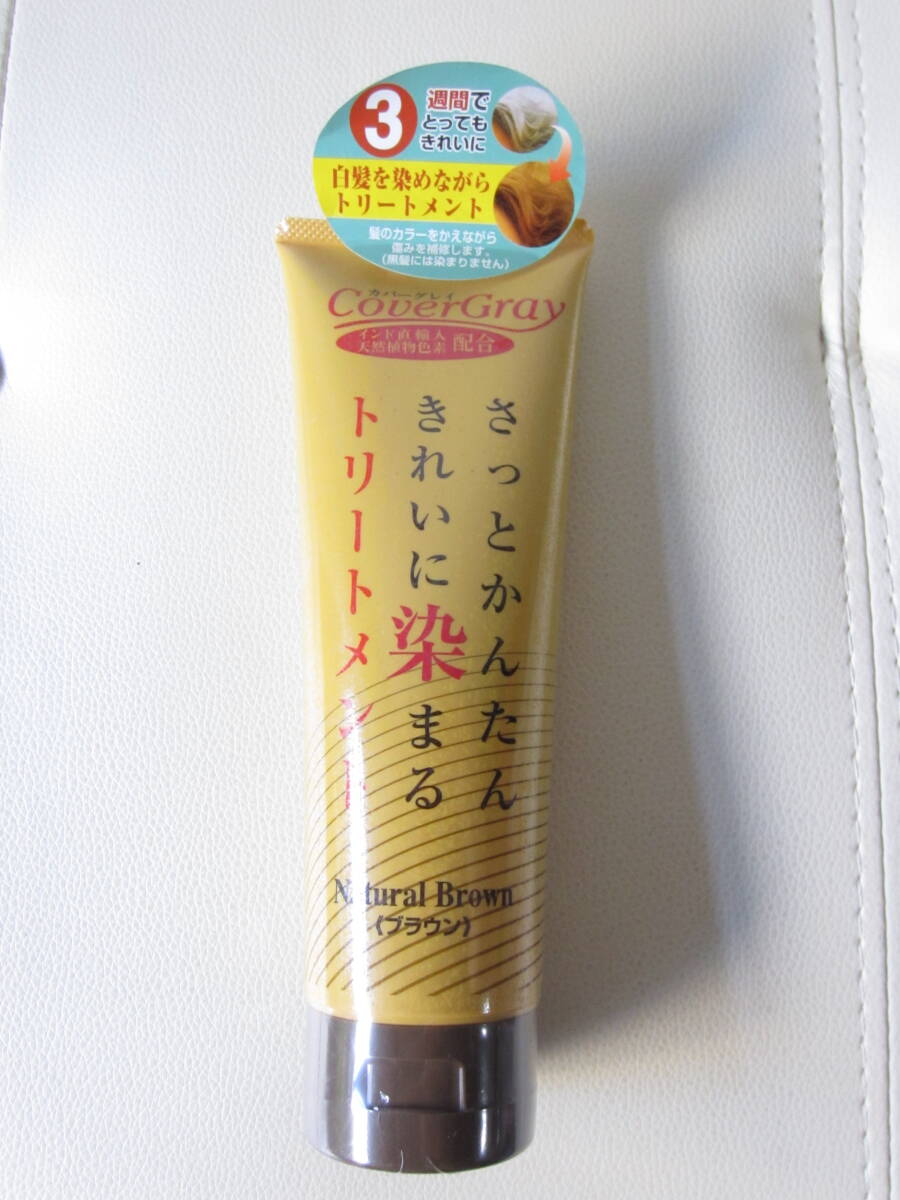 3
週間で
とっても
きれいに
白髪を染めながら
トリートメント
髪のカラーをかえながら
傷みを補修します。
(黒髪には染まりません)
カバーグレイ
CoverGray
インド直輸入
天然植物色素
配合
さっとかんたん
きれいに染まる
トリートメント
Natural Brown
《ブラウン》